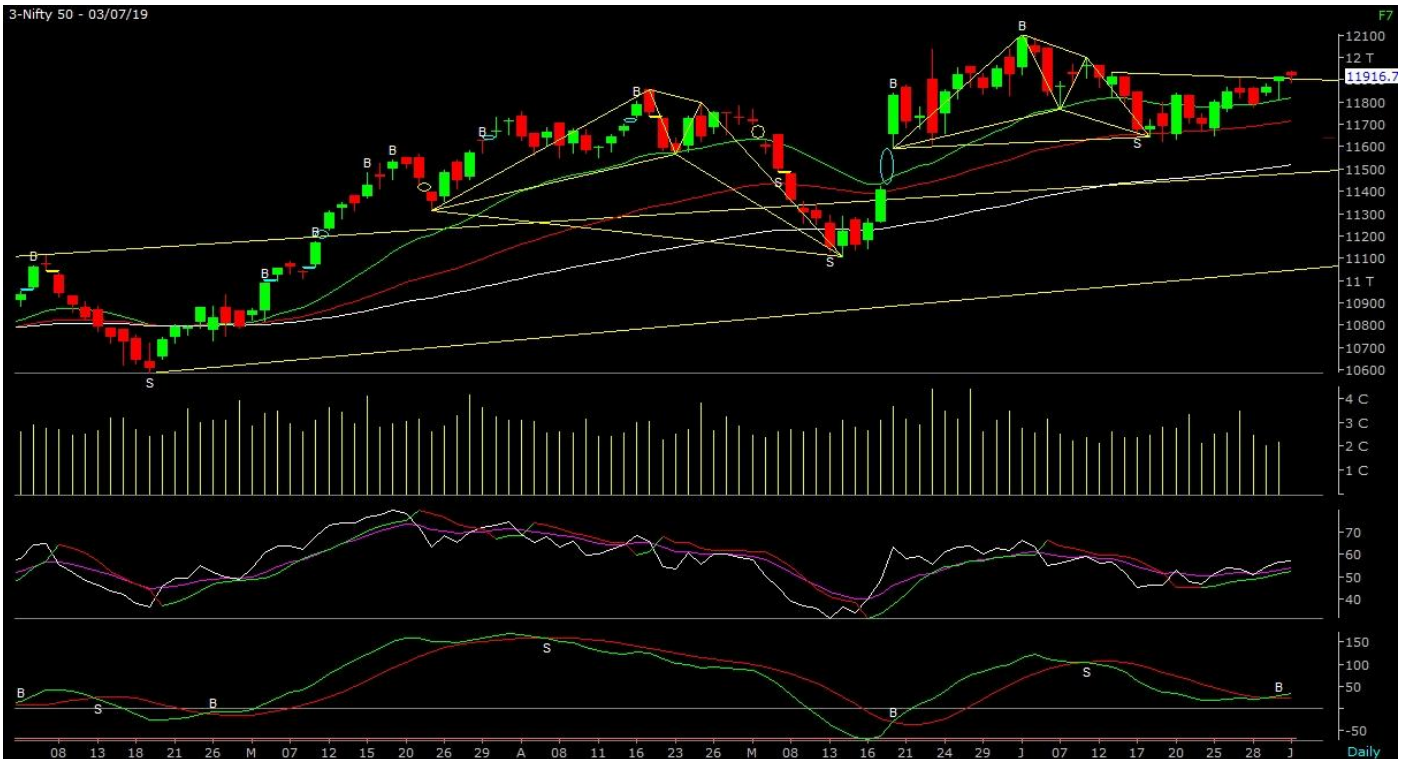 3-Nifty 50 - 03/07/19
F7
B
12100
12 T
11916.7
B B
11800
B
11700
B B S
11600
11500
S
11400
11300
B
11200
B S
11100
B
11 T
10900
10800
10700
10600
S
4 C
3 C
2 C
1 C
70
60
50
40
150
S
100
S
B B
50
B
S B
-50
08 13 18 21 26 M 07 12 15 20 26 29 A 08 11 16 23 26 M 08 13 16 21 24 29 J 07 12 17 20 25 28 J
Daily